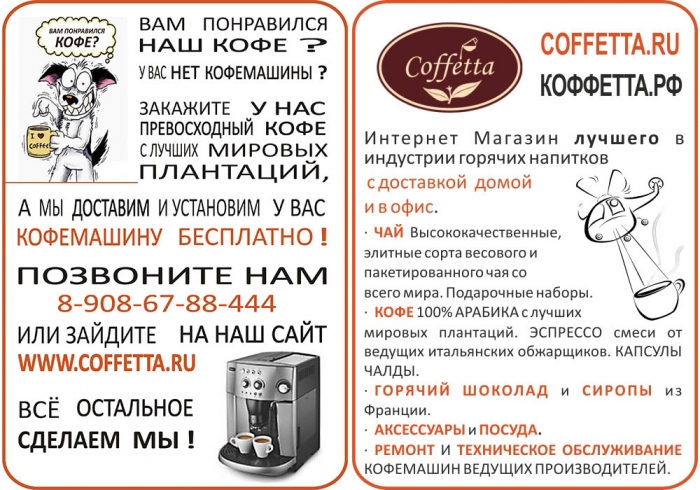 ВАМ ПОНРАВИЛСЯ
КОФЕ?
I ♥
Coffee
ВАМ ПОНРАВИЛСЯ
НАШ КОФЕ ?
У ВАС НЕТ КОФЕМАШИНЫ ?
ЗАКАЖИТЕ У НАС
ПРЕВОСХОДНЫЙ КОФЕ
С ЛУЧШИХ МИРОВЫХ
ПЛАНТАЦИЙ,
А МЫ ДОСТАВИМ И УСТАНОВИМ У ВАС
КОФЕМАШИНУ БЕСПЛАТНО !
ПОЗВОНИТЕ НАМ
8-908-67-88-444
ИЛИ ЗАЙДИТЕ НА НАШ САЙТ
WWW.COFFETTA.RU
ВСЁ ОСТАЛЬНОЕ
СДЕЛАЕМ МЫ !
Coffetta
COFFETTA.RU
КОФФЕТТА.РФ
Интернет Магазин лучшего в
индустрии горячих напитков
с доставкой домой
и в офис.
· ЧАЙ Высококачественные,
элитные сорта весового и
пакетированного чая со
всего мира. Подарочные наборы.
· КОФЕ 100% АРАБИКА с лучших
мировых плантаций. ЭСПРЕССО смеси от
ведущих итальянских обжарщиков. КАПСУЛЫ
ЧАЛДЫ.
· ГОРЯЧИЙ ШОКОЛАД и СИРОПЫ из
Франции.
· АКСЕССУАРЫ и ПОСУДА.
· РЕМОНТ И ТЕХНИЧЕСКОЕ ОБСЛУЖИВАНИЕ
КОФЕМАШИН ВЕДУЩИХ ПРОИЗВОДИТЕЛЕЙ.